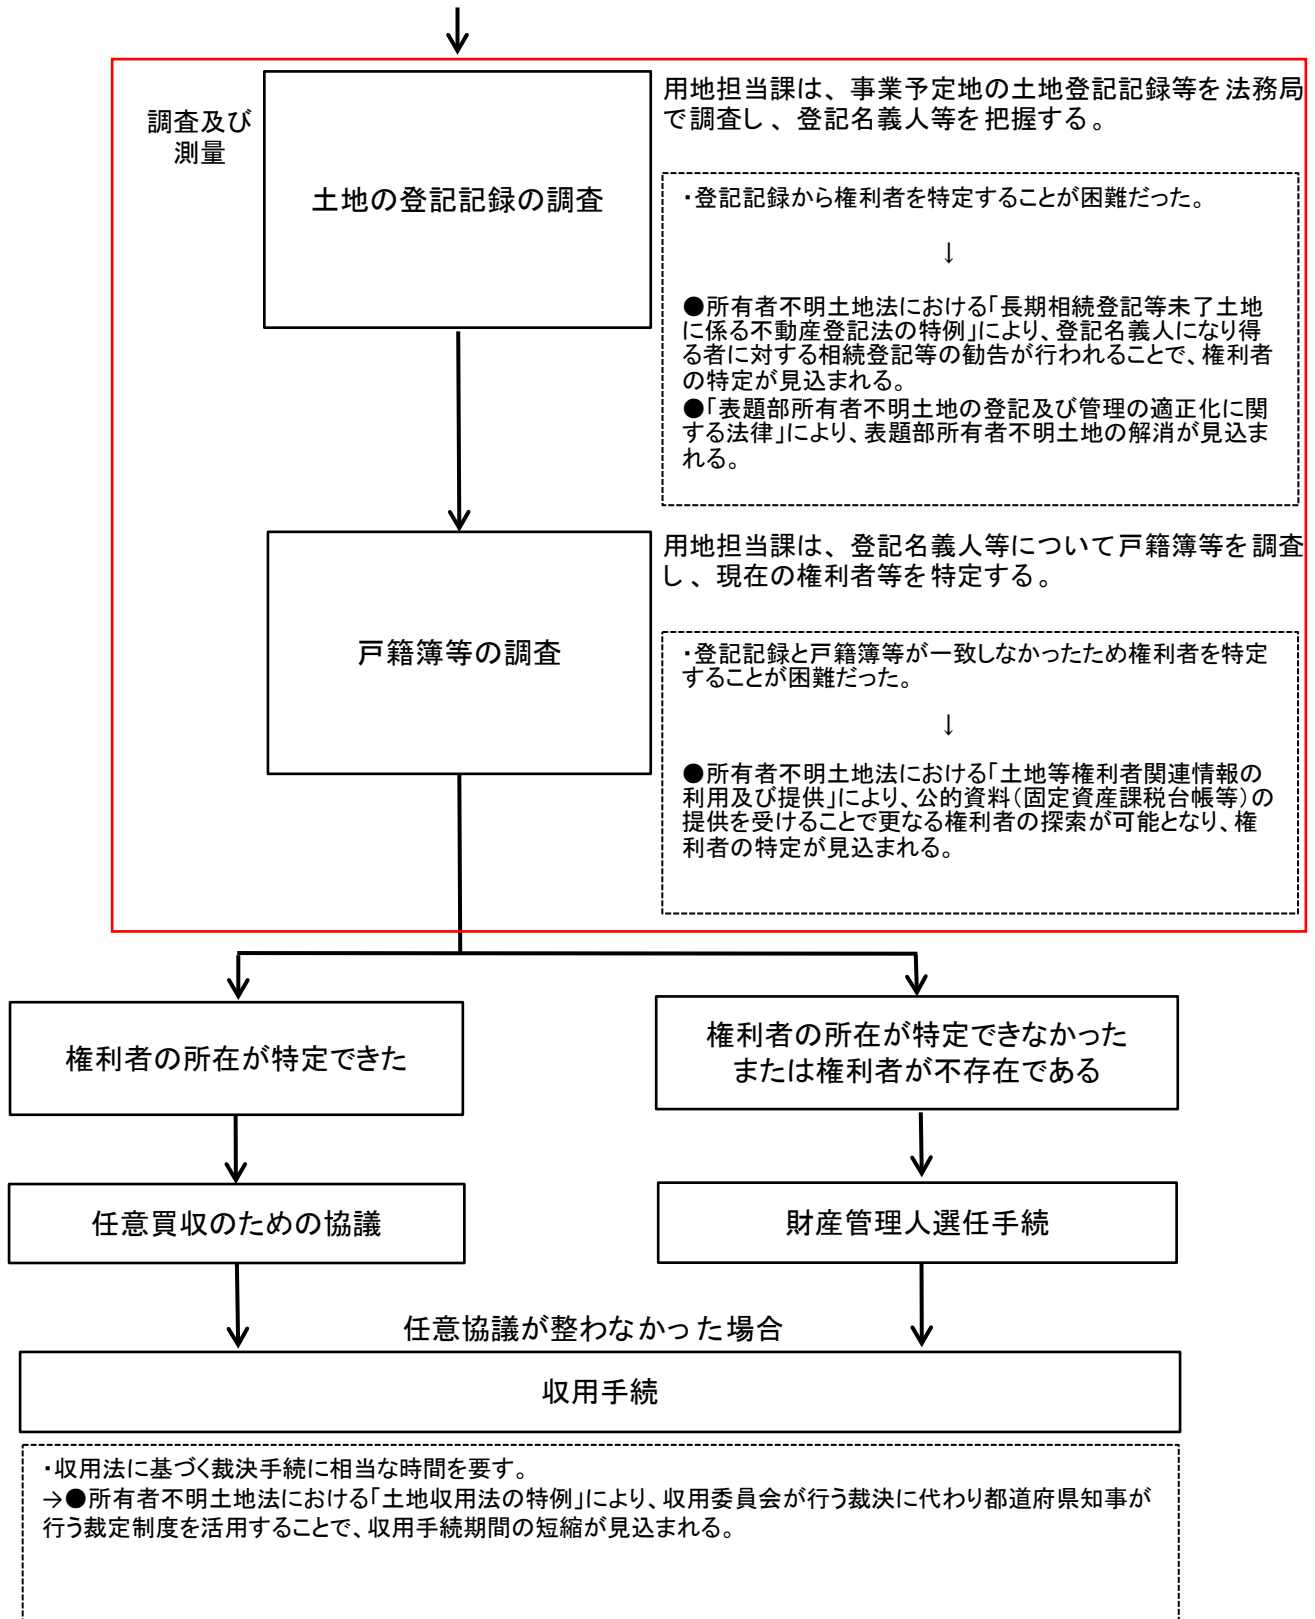 調査及び
測量
土地の登記記録の調査
用地担当課は、事業予定地の土地登記記録等を法務局
で調査し、登記名義人等を把握する。
・登記記録から権利者を特定することが困難だった。
↓
●所有者不明土地法における「長期相続登記等未了土地
に係る不動産登記法の特例」により、登記名義人になり得
る者に対する相続登記等の勧告が行われることで、権利者
の特定が見込まれる。
●「表題部所有者不明土地の登記及び管理の適正化に関
する法律」により、表題部所有者不明土地の解消が見込ま
れる。
戸籍簿等の調査
用地担当課は、登記名義人等について戸籍簿等を調査
し、現在の権利者等を特定する。
・登記記録と戸籍簿等が一致しなかったため権利者を特定
することが困難だった。
↓
●所有者不明土地法における「土地等権利者関連情報の
利用及び提供」により、公的資料(固定資産課税台帳等)の
提供を受けることで更なる権利者の探索が可能となり、権
利者の特定が見込まれる。
権利者の所在が特定できた
権利者の所在が特定できなかった
または権利者が不存在である
任意買収のための協議
財産管理人選任手続
任意協議が整わなかった場合
収用手続
・収用法に基づく裁決手続に相当な時間を要す。
→●所有者不明土地法における「土地収用法の特例」により、収用委員会が行う裁決に代わり都道府県知事が
行う裁定制度を活用することで、収用手続期間の短縮が見込まれる。